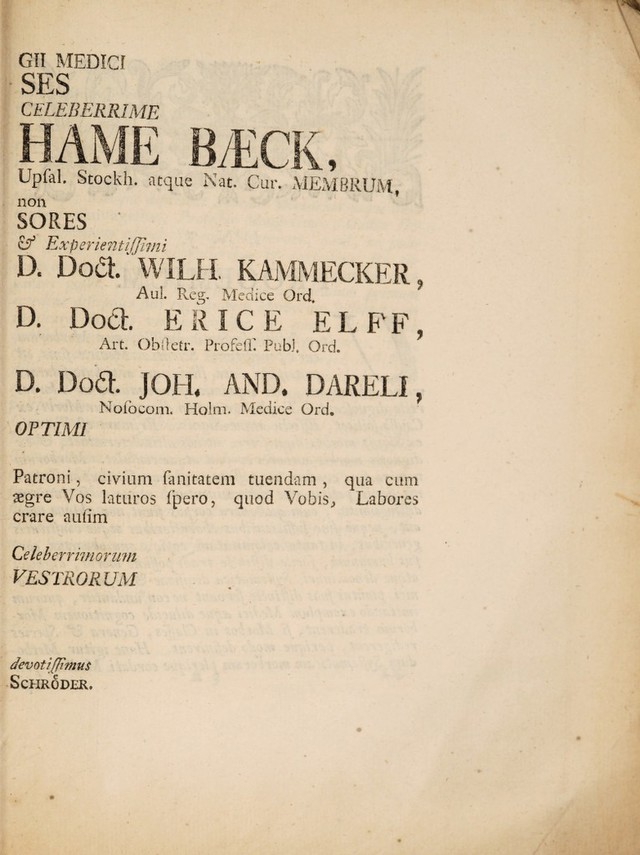 GII MEDICI
SES
CELEBERRIME
HAME BÆCK,
Upſal. Stockh. atque Nat. Cur. MEMBRUM,
non
SORES
& Experientiſſimi
D. Doct. WILH. KAMMECKER,
Aul. Reg. Medice Ord.
D. Doct. ERICE ELFF,
Art. Obſtetr. Profeſſ. Publ. Ord.
D. Doct. JOH. AND. DARELI,
Noſocom. Holm. Medice Ord.
OPTIMI
Patroni, civium ſanitatem tuendam, qua cum
ægre Vos laturos ſpero, quod Vobis, Labores
crare auſim
Celeberrimorum
VESTRORUM
devotiſſimus
SCHRÖDER.